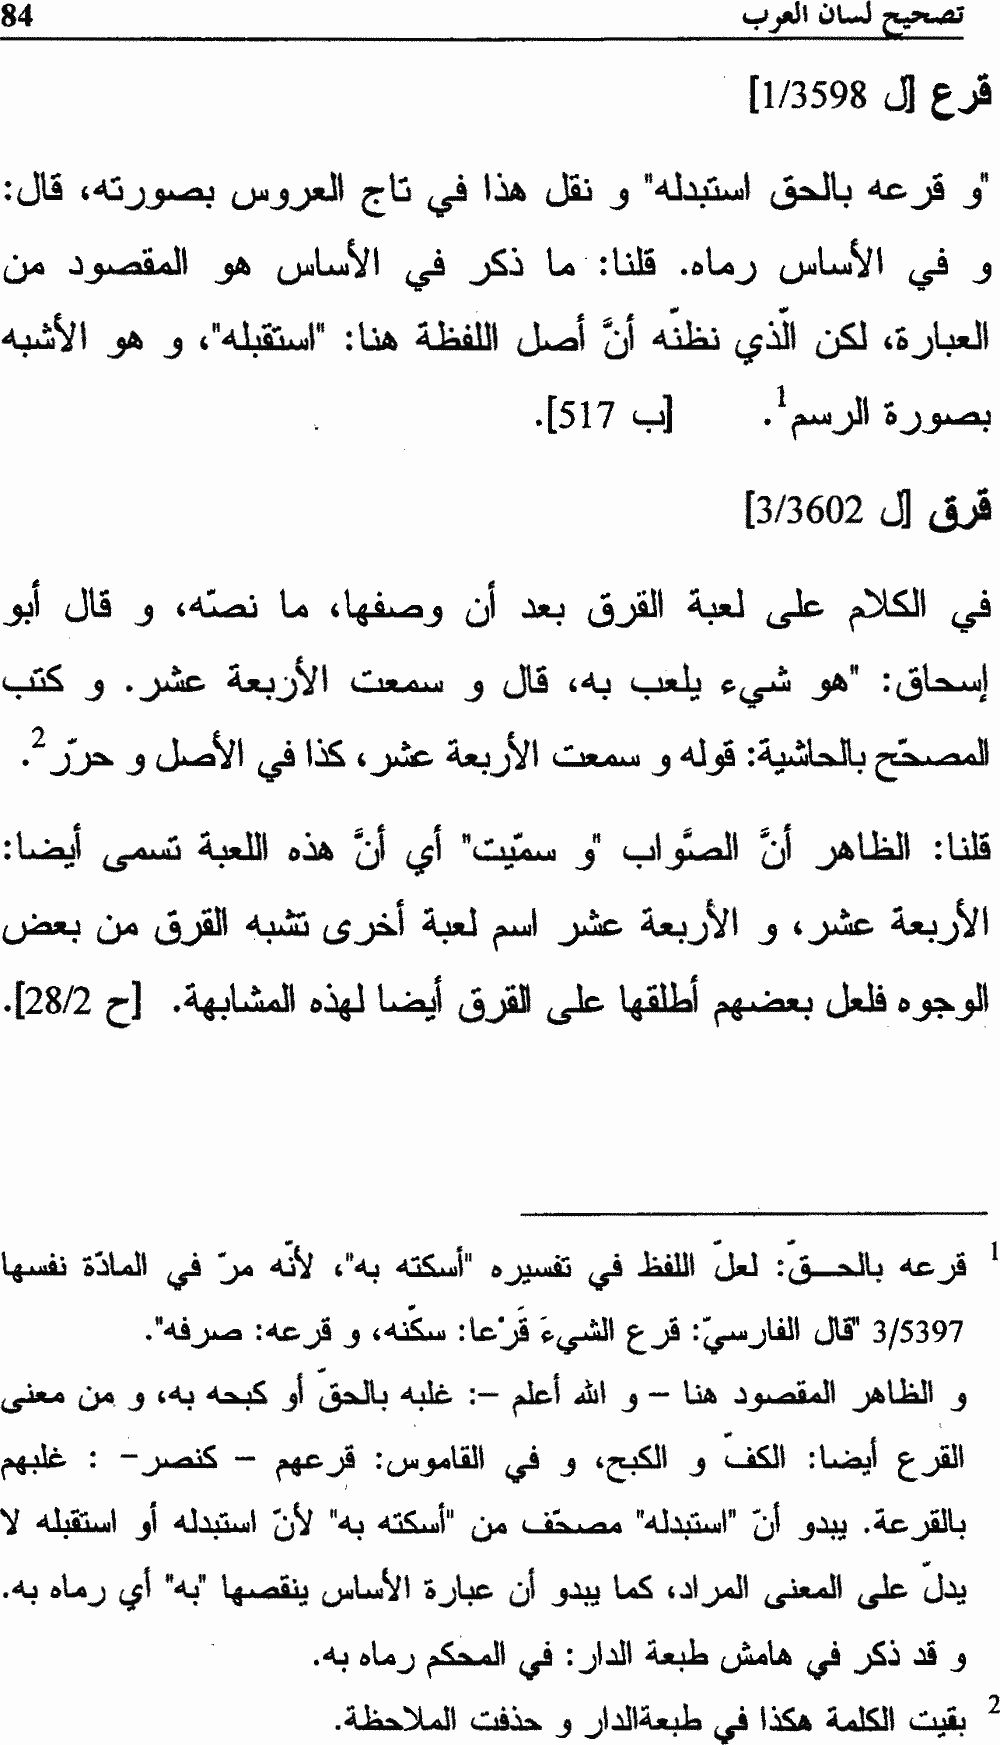 تصحيح لسان العرب 84
قرع [ل 1/3598]
"و قرعه بالحق استبدله" و نقل هذا في تاج العروس بصورته، قال:
و في الأساس رماه. قلنا: ما ذكر في الأساس هو المقصود من
العبارة، لكن الّذي نظنّه أنَّ أصل اللفظة هنا: "استقبله"، و هو الأشبه
بصورة الرسم1. [ب 517].
قرق [ل 3/3602]
في الكلام على لعبة القرق بعد أن وصفها، ما نصّه، و قال أبو
إسحاق: "هو شيء يلعب به، قال و سمعت الأربعة عشر. و كتب
المصحّح بالحاشية: قوله و سمعت الأربعة عشر، كذا في الأصل و حرّر2.
قلنا: الظاهر أنَّ الصَّواب "و سمّيت" أي أنَّ هذه اللعبة تسمى أيضا:
الأربعة عشر، و الأربعة عشر اسم لعبة أخرى تشبه القرق من بعض
الوجوه فلعل بعضهم أطلقها على القرق أيضا لهذه المشابهة. [ح 28/2].
1 قرعه بالحـقّ: لعلّ اللفظ في تفسيره "أسكته به"، لأنّه مرّ في المادّة نفسها
3/5397 "قال الفارسيّ: قرع الشيءَ قَرْعا: سكّنه، و قرعه: صرفه".
و الظاهر المقصود هنا – و الله أعلم –: غلبه بالحقّ أو كبحه به، و من معنى
القرع أيضا: الكفّ و الكبح، و في القاموس: قرعهم – كنصر– : غلبهم
بالقرعة. يبدو أنّ "استبدله" مصحّف من "أسكته به" لأنّ استبدله أو استقبله لا
يدلّ على المعنى المراد، كما يبدو أن عبارة الأساس ينقصها "به" أي رماه به.
و قد ذكر في هامش طبعة الدار: في المحكم رماه به.
2 بقيت الكلمة هكذا في طبعةالدار و حذفت الملاحظة.